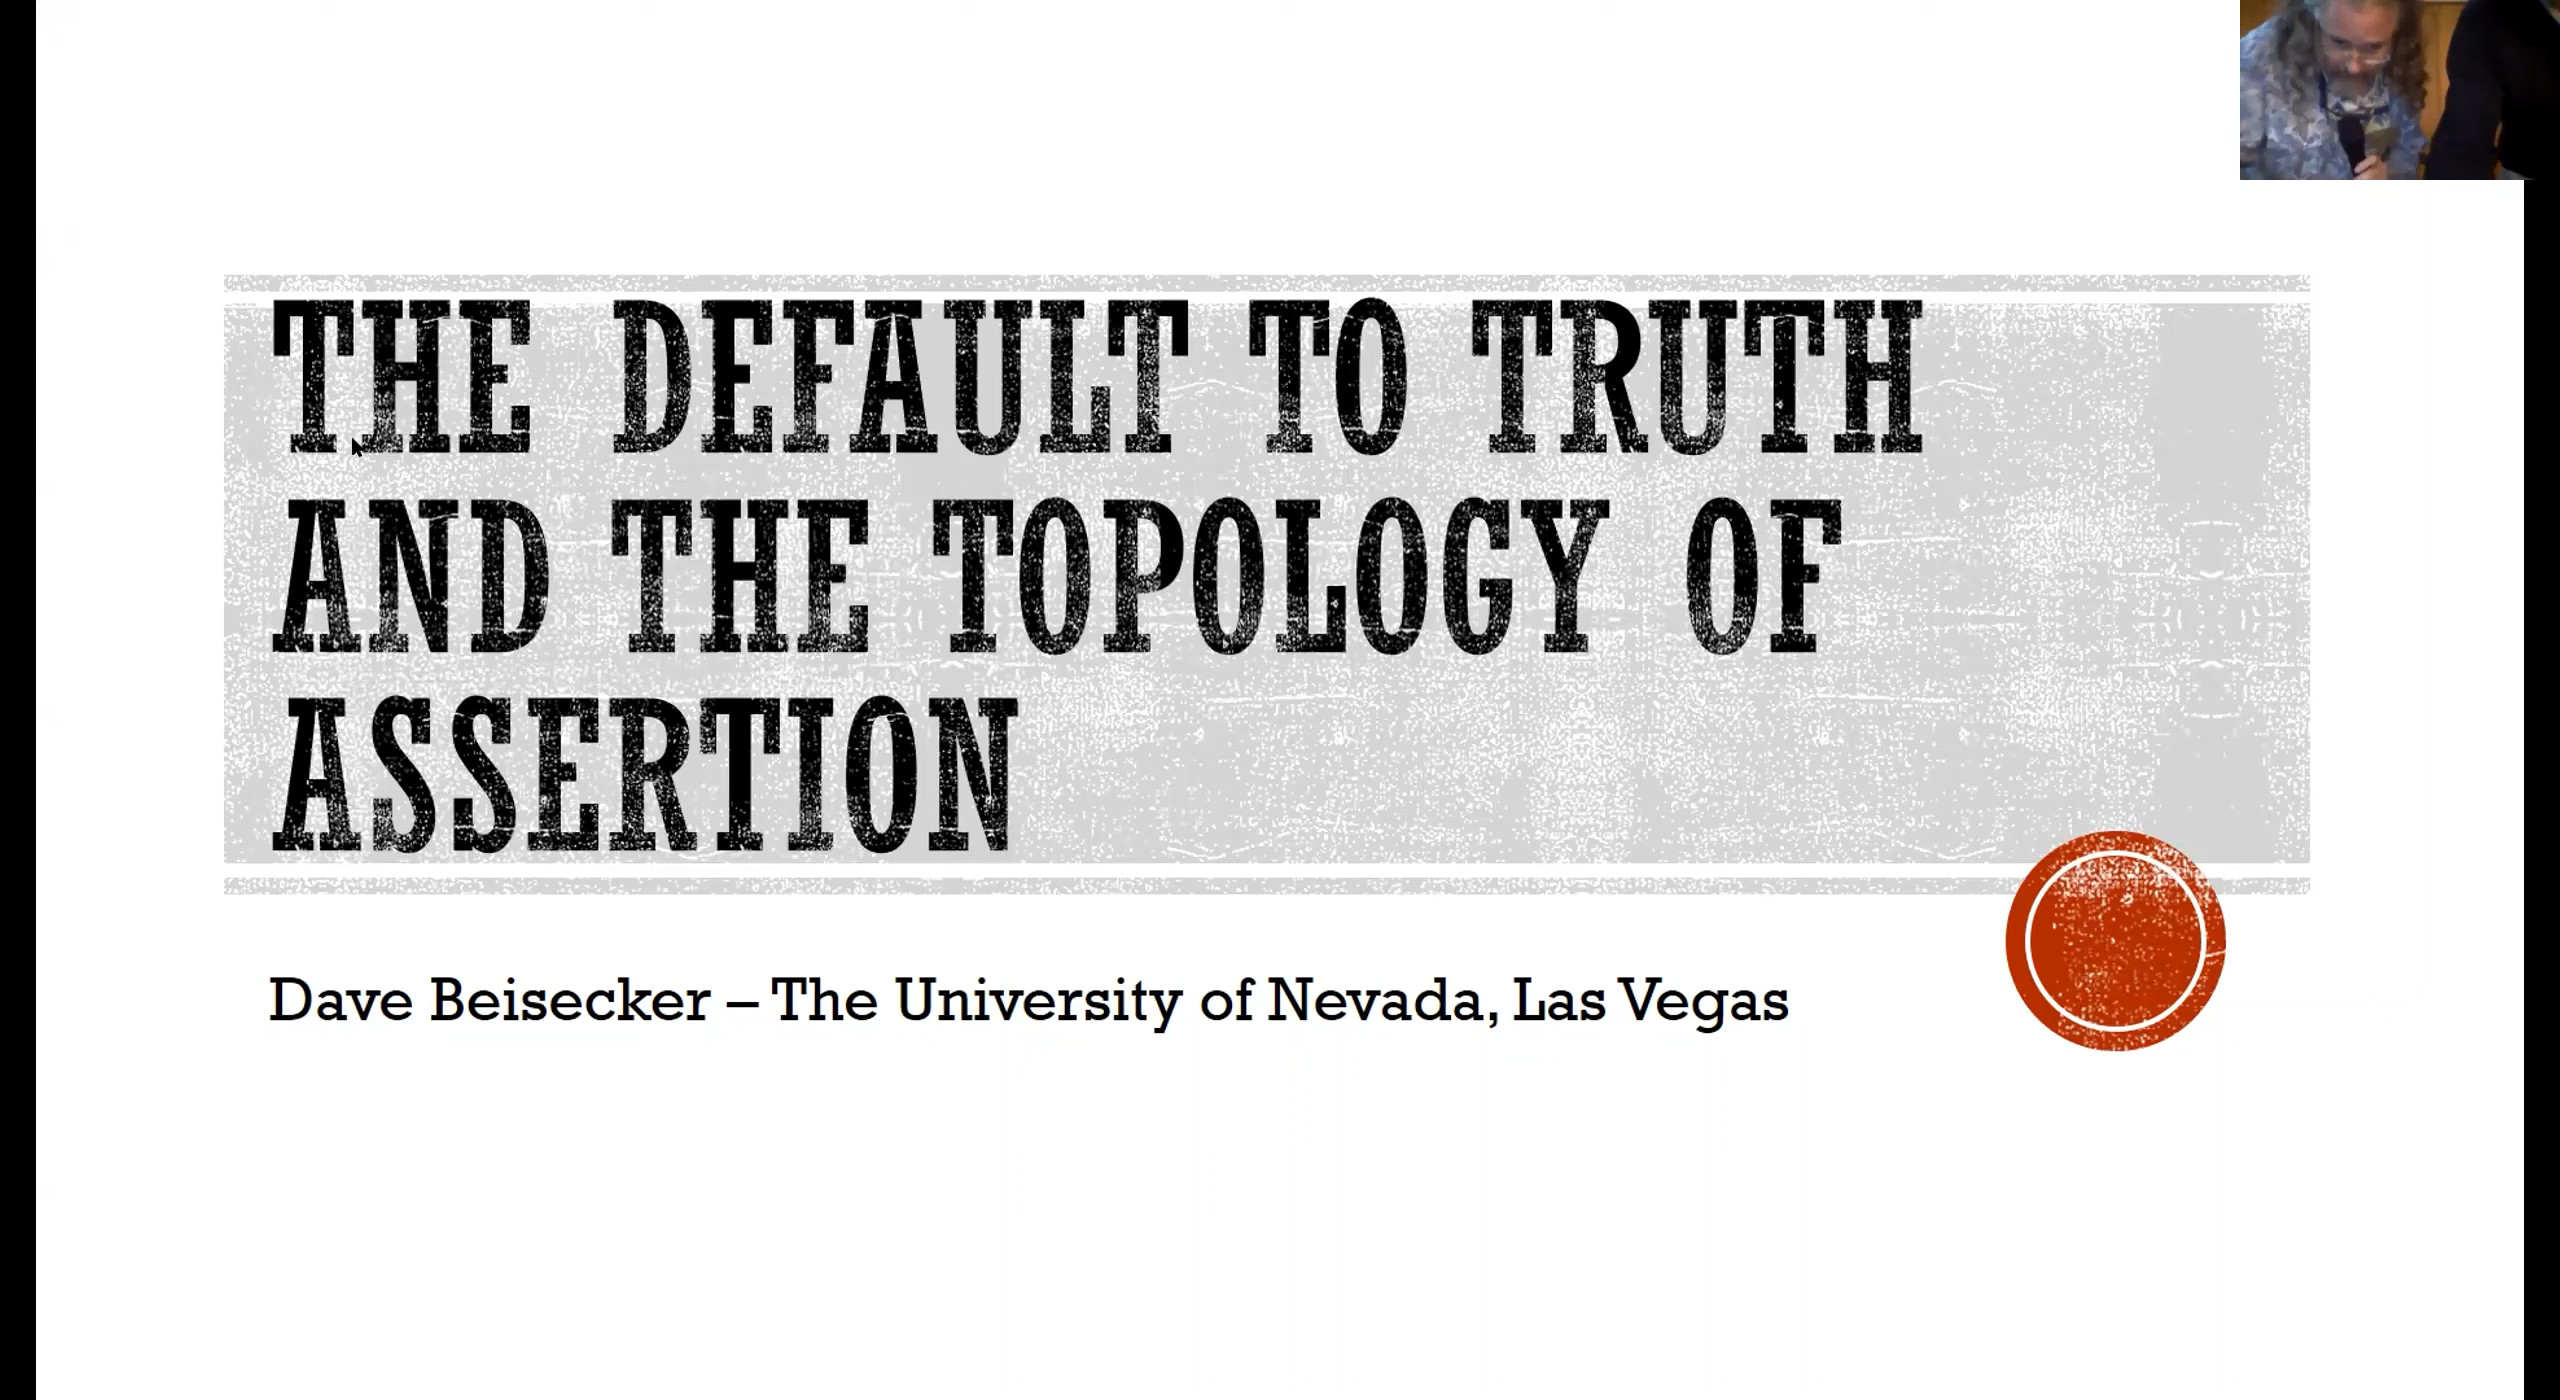 THE DEFAULT TO TRUTH
AND THE TOPOLOGY OF
ASSERTION
Dave Beisecker – The University of Nevada, Las Vegas